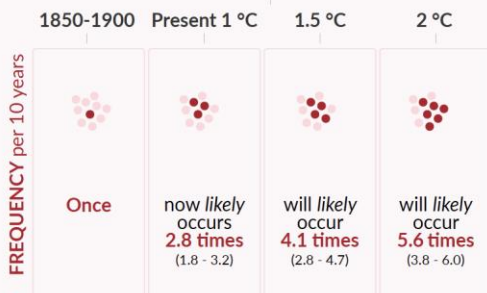 1850-1900 Present 1 °C 1.5 °C 2 °C
FREQUENCY per 10 years
Once
now likely
occurs
2.8 times
(1.8 - 3.2)
will likely
occur
4.1 times
(2.8 - 4.7)
will likely
occur
5.6 times
(3.8 - 6.0)